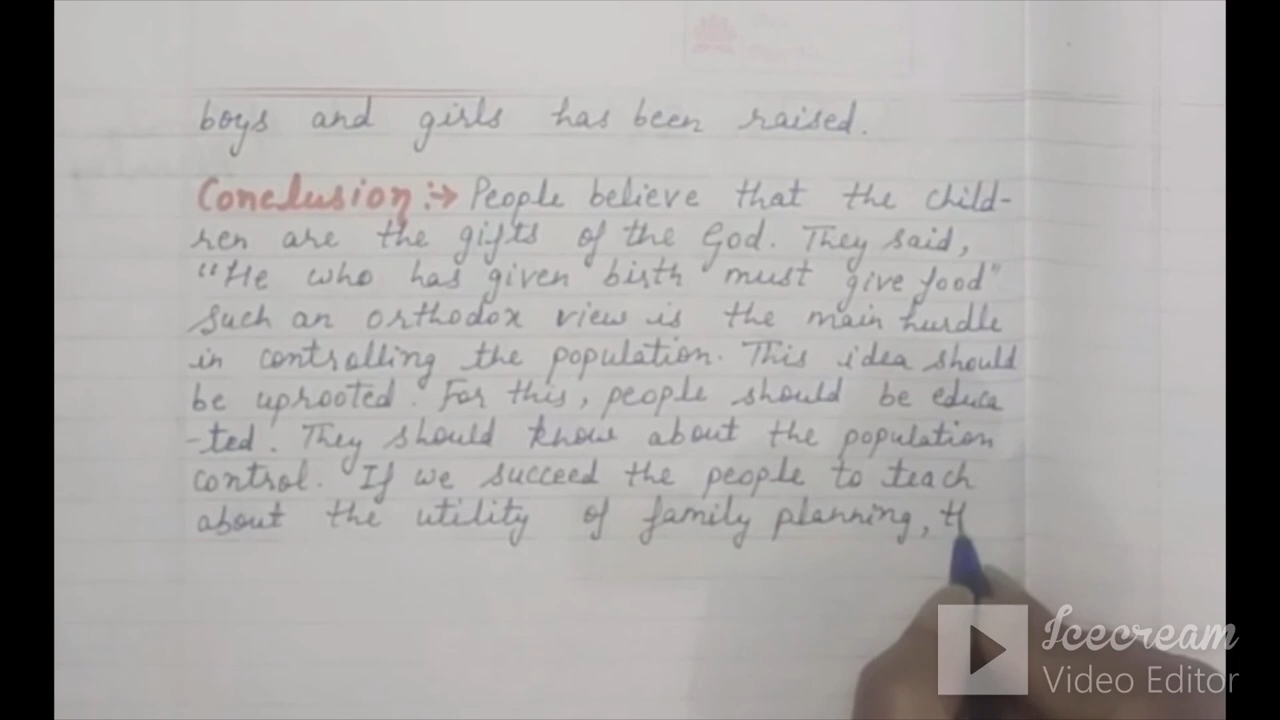 boys and girls has been raised.
Conclusion:→ People believe that the child-
ren are the gifts of the God. They said,
"He who has given birth must give food"
Such an orthodox view is the main hurdle
in controlling the population. This idea should
be uprooted. For this, people should be educa
-ted. They should know about the population
control. If we succeed the people to teach
about the utility of family planning, th
Icecream
Video Editor